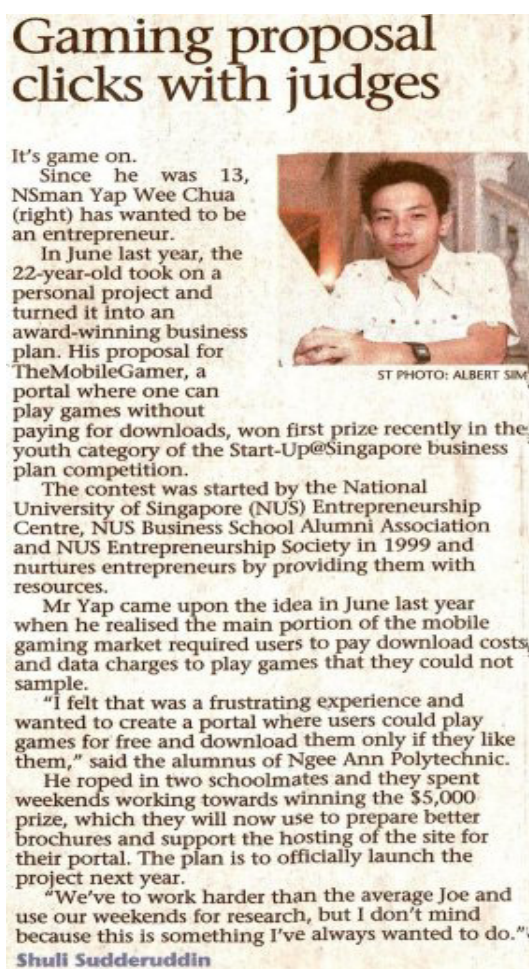 Gaming proposal
clicks with judges
It's game on.
Since he was 13,
NSman Yap Wee Chua
(right) has wanted to be
an entrepreneur.
In June last year, the
22-year-old took on a
personal project and
turned it into an
award-winning business
plan. His proposal for
TheMobileGamer, a
portal where one can
play games without
ST PHOTO: ALBERT SIM
paying for downloads, won first prize recently in the
youth category of the Start-Up@Singapore business
plan competition.
The contest was started by the National
University of Singapore (NUS) Entrepreneurship
Centre, NUS Business School Alumni Association
and NUS Entrepreneurship Society in 1999 and
nurtures entrepreneurs by providing them with
resources.
Mr Yap came upon the idea in June last year
when he realised the main portion of the mobile
gaming market required users to pay download costs
and data charges to play games that they could not
sample.
"I felt that was a frustrating experience and
wanted to create a portal where users could play
games for free and download them only if they like
them," said the alumnus of Ngee Ann Polytechnic.
He roped in two schoolmates and they spent
weekends working towards winning the $5,000
prize, which they will now use to prepare better
brochures and support the hosting of the site for
their portal. The plan is to officially launch the
project next year.
"We've to work harder than the average Joe and
use our weekends for research, but I don't mind
because this is something I've always wanted to do."
Shuli Sudderuddin